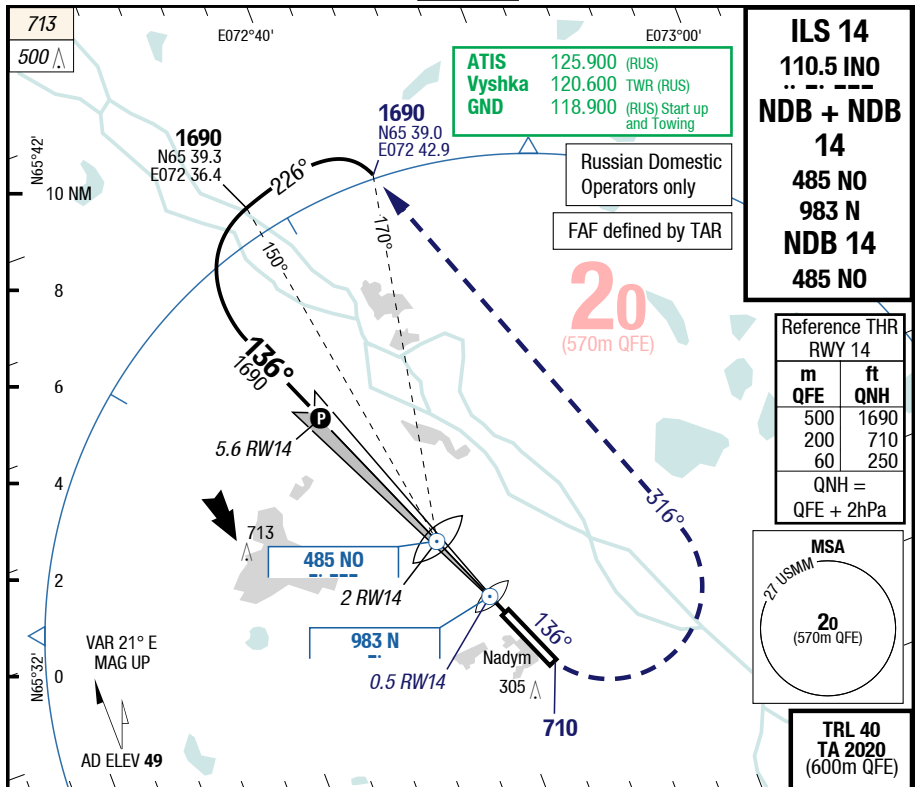 713
500
E072°40'
E073°00'
ATIS 125.900 (RUS)
Vyshka 120.600 TWR (RUS)
GND 118.900 (RUS) Start up
and Towing
ILS 14
110.5 INO
NDB + NDB
14
485 NO
983 N
NDB 14
485 NO
1690
N65 39.0
E072 42.9
1690
N65 39.3
E072 36.4
N65°42'
Russian Domestic
Operators only
FAF defined by TAR
226°
170°
150°
10 NM
8
6
4
2
0
20
(570m QFE)
136°
1690
P
5.6 RW14
Reference THR
RWY 14
m ft
QFE QNH
500 1690
200 710
60 250
QNH =
QFE + 2hPa
316°
713
485 NO
2 RW14
983 N
0.5 RW14
136°
Nadym
305
710
MSA
27 USMM
20
(570m QFE)
N65°32'
VAR 21° E
MAG UP
AD ELEV 49
TRL 40
TA 2020
(600m QFE)